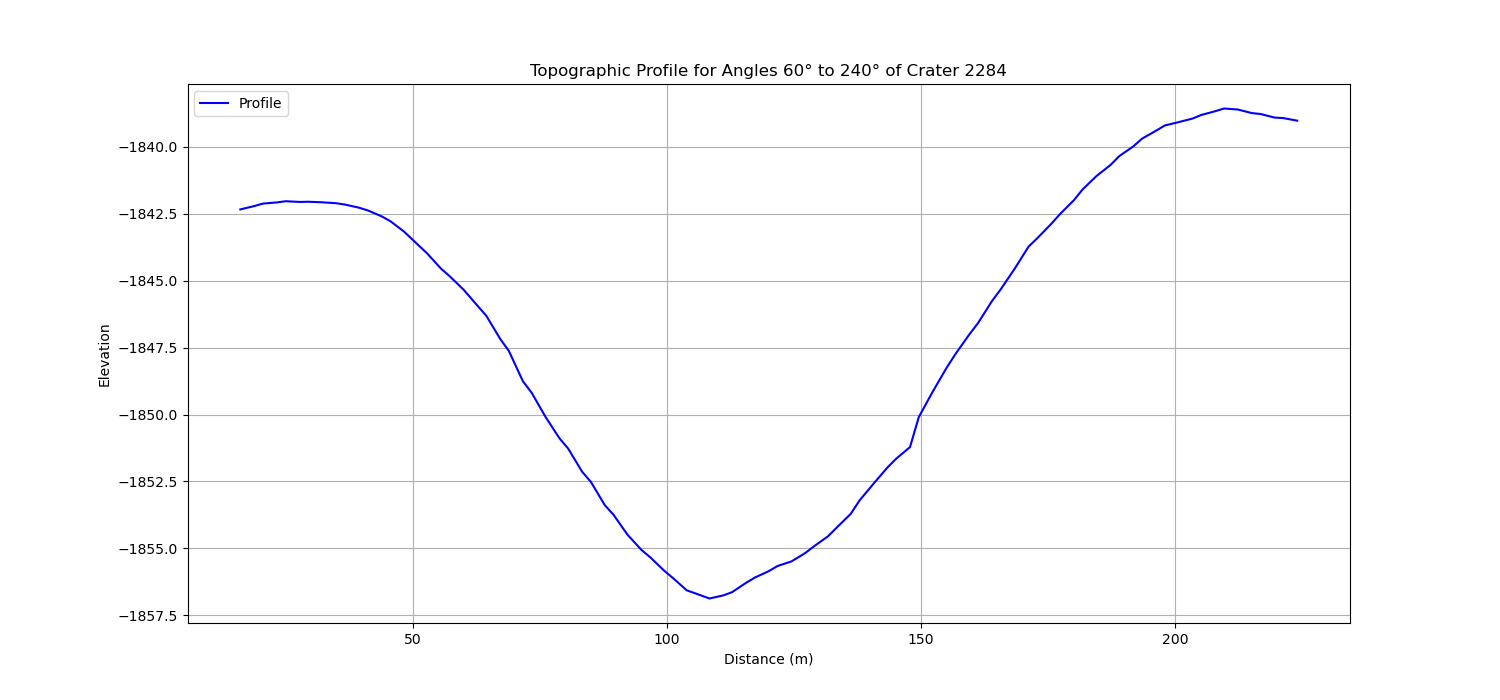 Topographic Profile for Angles 60° to 240° of Crater 2284
Profile
−1840.0
−1842.5
−1845.0
−1847.5
−1850.0
−1852.5
−1855.0
−1857.5
Elevation
50 100 150 200
Distance (m)